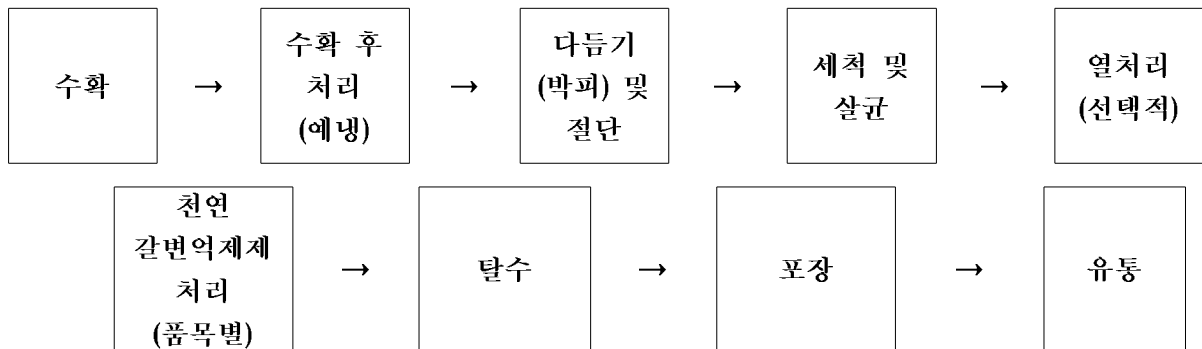 수확
→
수확 후
처리
(예냉)
→
다듬기
(박피) 및
절단
→
세척 및
살균
→
열처리
(선택적)
천연
갈변억제제
처리
(품목별)
→
탈수
→
포장
→
유통